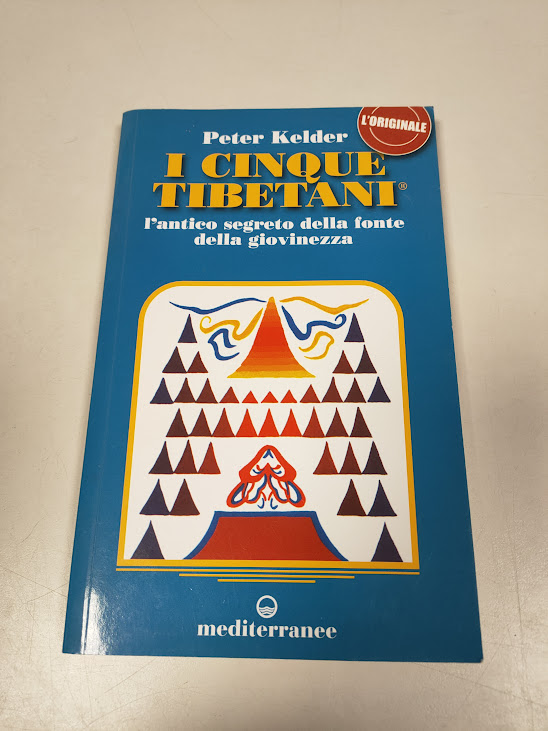 L'ORIGINALE
Peter Kelder
I CINQUE
TIBETANI®
l'antico segreto della fonte
della giovinezza
mediterranee